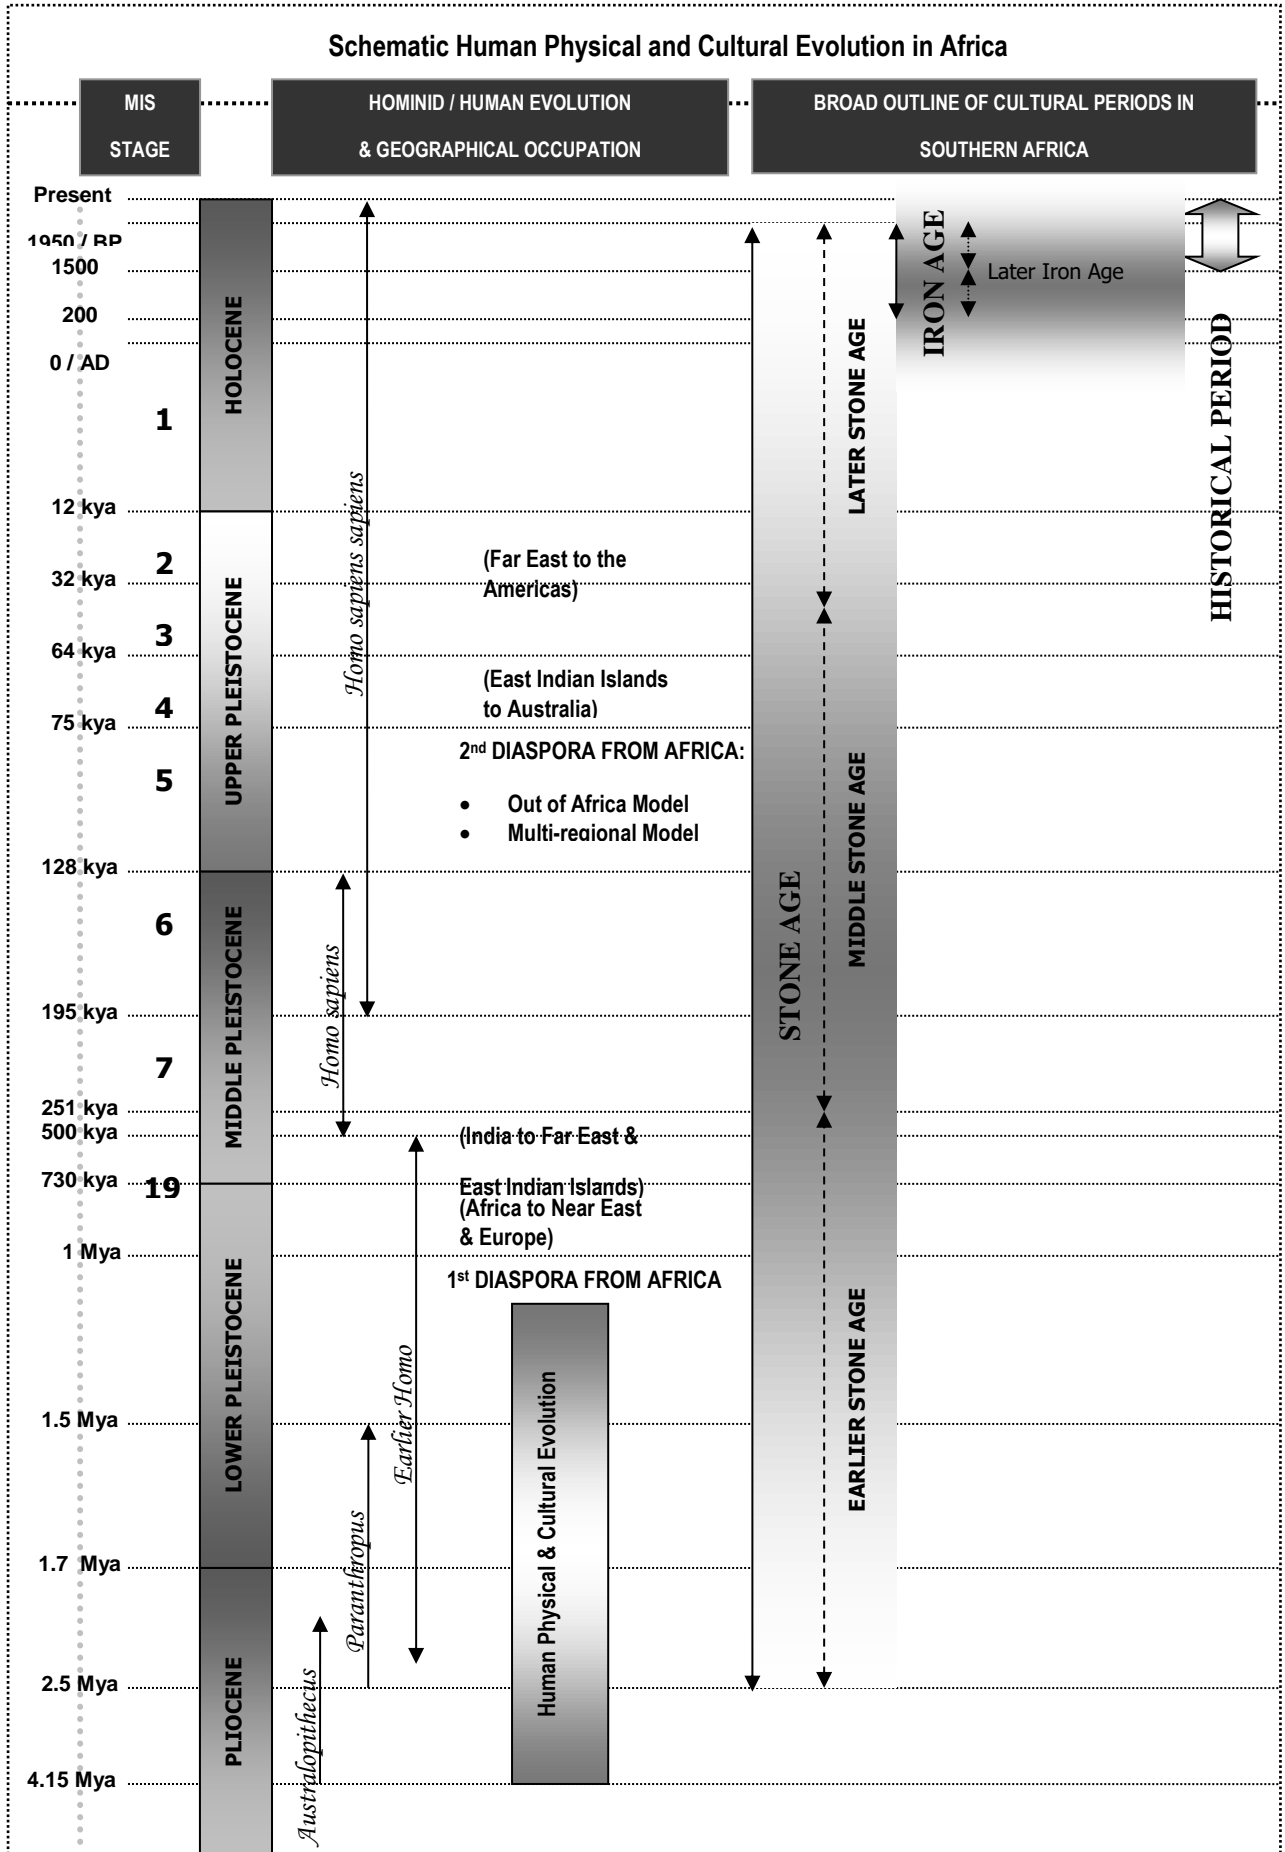 Schematic Human Physical and Cultural Evolution in Africa
MIS
STAGE
HOMINID / HUMAN EVOLUTION
& GEOGRAPHICAL OCCUPATION
BROAD OUTLINE OF CULTURAL PERIODS IN
SOUTHERN AFRICA
Present
1950 / BP
1500
200
0 / AD
12 kya
32 kya
64 kya
75 kya
128 kya
195 kya
251 kya
500 kya
730 kya
1 Mya
1.5 Mya
1.7 Mya
2.5 Mya
4.15 Mya
1
2
3
4
5
6
7
19
HOLOCENE
UPPER PLEISTOCENE
MIDDLE PLEISTOCENE
LOWER PLEISTOCENE
PLIOCENE
Homo sapiens sapiens
Homo sapiens
Earlier Homo
Paranthropus
Australopithecus
(Far East to the
Americas)
(East Indian Islands
to Australia)
2nd DIASPORA FROM AFRICA:
• Out of Africa Model
• Multi-regional Model
(India to Far East &
East Indian Islands)
(Africa to Near East
& Europe)
1st DIASPORA FROM AFRICA
Human Physical & Cultural Evolution
STONE AGE
LATER STONE AGE
MIDDLE STONE AGE
EARLIER STONE AGE
IRON AGE
Later Iron Age
HISTORICAL PERIOD